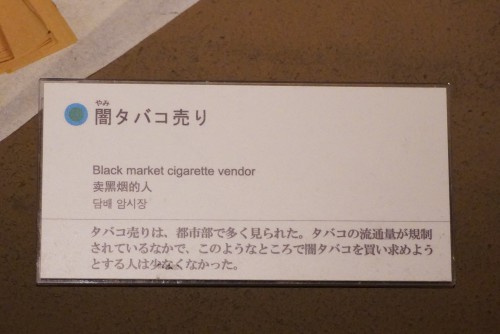 やみ
闇タバコ売り
Black market cigarette vendor
卖黑烟的人
담배 암시장
タバコ売りは、都市部で多く見られた。タバコの流通量が規制
されているなかで、このようなところで闇タバコを買い求めよう
とする人は少なくなかった。